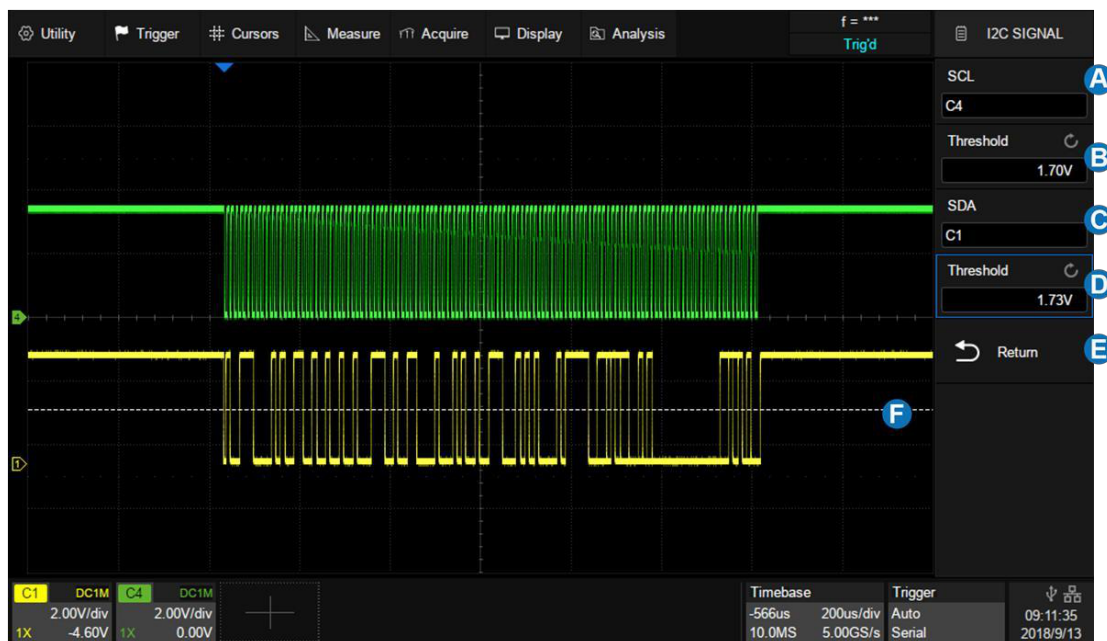 Utility
Trigger
Cursors
Measure
Acquire
Display
Analysis
f = ***
Trig'd
I2C SIGNAL
SCL
A
C4
Threshold
B
1.70V
SDA
C
C1
Threshold
D
1.73V
Return
E
F
4
1
C1 DC1M
2.00V/div
1X -4.60V
C4 DC1M
2.00V/div
1X 0.00V
Timebase
-566us 200us/div
10.0MS 5.00GS/s
Trigger
Auto
Serial
09:11:35
2018/9/13